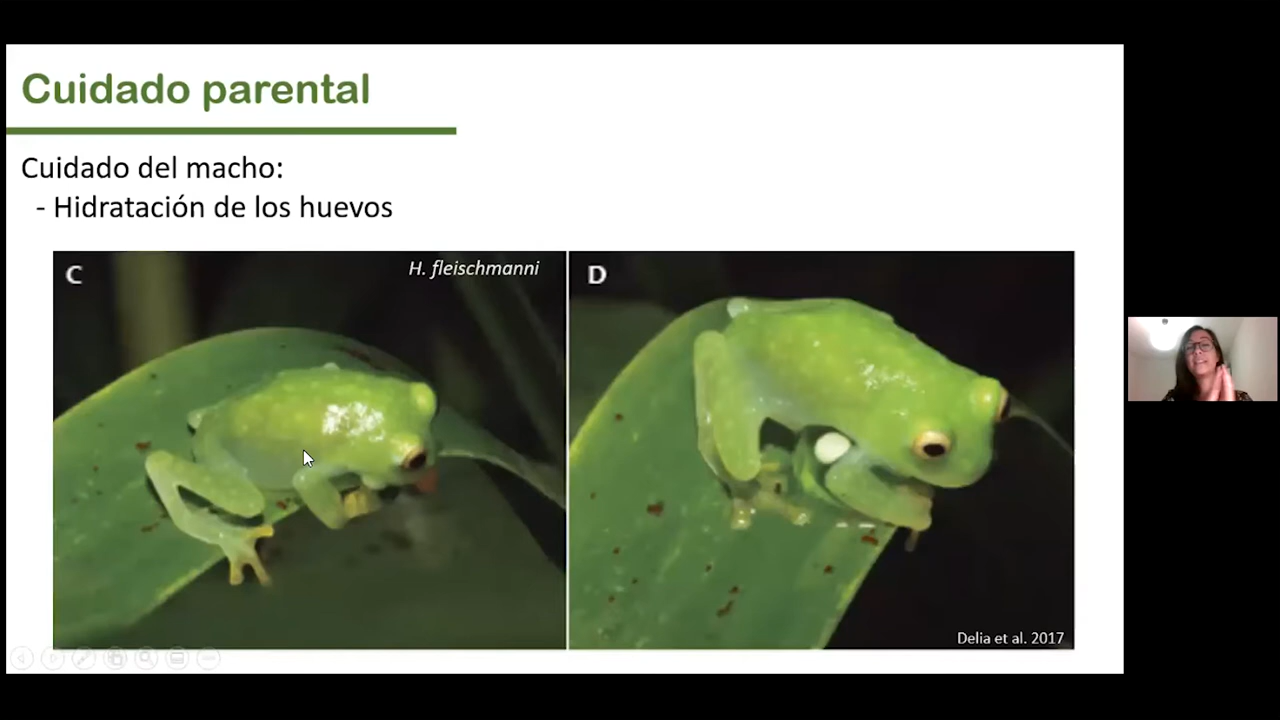 Cuidado parental
Cuidado del macho:
- Hidratación de los huevos
C
H. fleischmanni
D
Delia et al. 2017